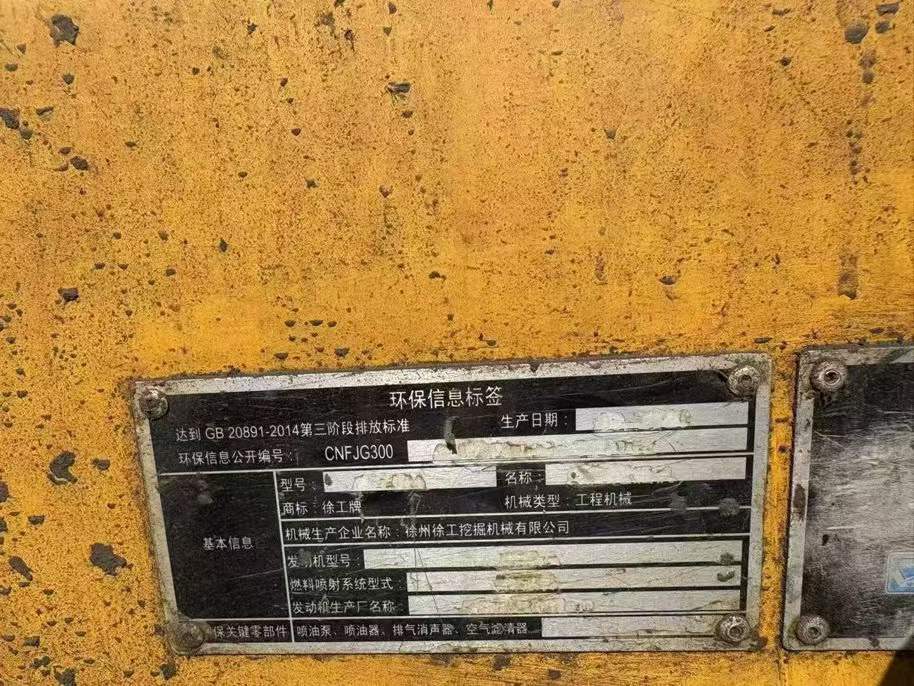 环保信息标签
达到 GB 20891-2014第三阶段排放标准 生产日期：
环保信息公开编号： CNFJG300
型号： 名称：
商标：徐工牌 机械类型：工程机械
基本信息
机械生产企业名称：徐州徐工挖掘机械有限公司
发动机型号：
燃料喷射系统型式：
发动机生产厂名称：
保关键零部件 喷油泵、喷油器、排气消声器、空气滤清器